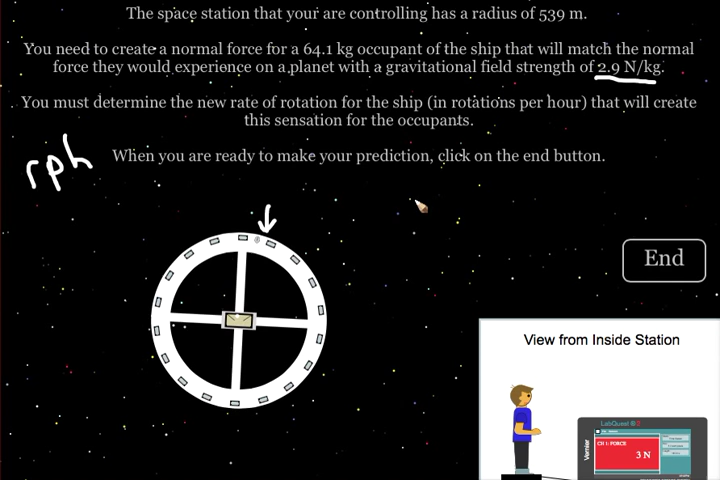 The space station that your are controlling has a radius of 539 m.
You need to create a normal force for a 64.1 kg occupant of the ship that will match the normal
force they would experience on a planet with a gravitational field strength of 2.9 N/kg.
You must determine the new rate of rotation for the ship (in rotations per hour) that will create
this sensation for the occupants.
When you are ready to make your prediction, click on the end button.
rph
End
View from Inside Station
LabQuest 2
Vernier
CH 1: FORCE
3 N